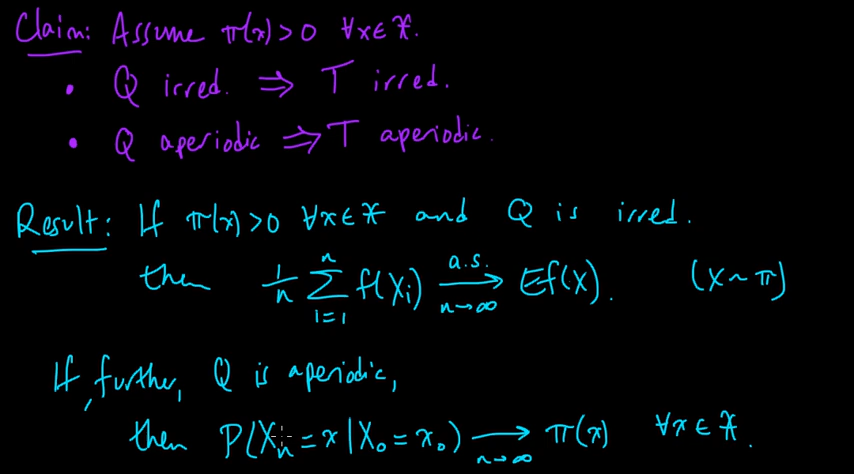 Claim: Assume π(x)>0 ∀x∈𝒳.
• Q irred. ⇒ T irred.
• Q aperiodic ⇒ T aperiodic.
Result: If π(x)>0 ∀x∈𝒳 and Q is irred.
then 1/n ∑_{i=1}^{n} f(X_i) —a.s.→_{n→∞} 𝔼f(X). (X~π)
If, further, Q is aperiodic,
then P(X_n = x | X_0 = x_0) →_{n→∞} π(x) ∀x∈𝒳.